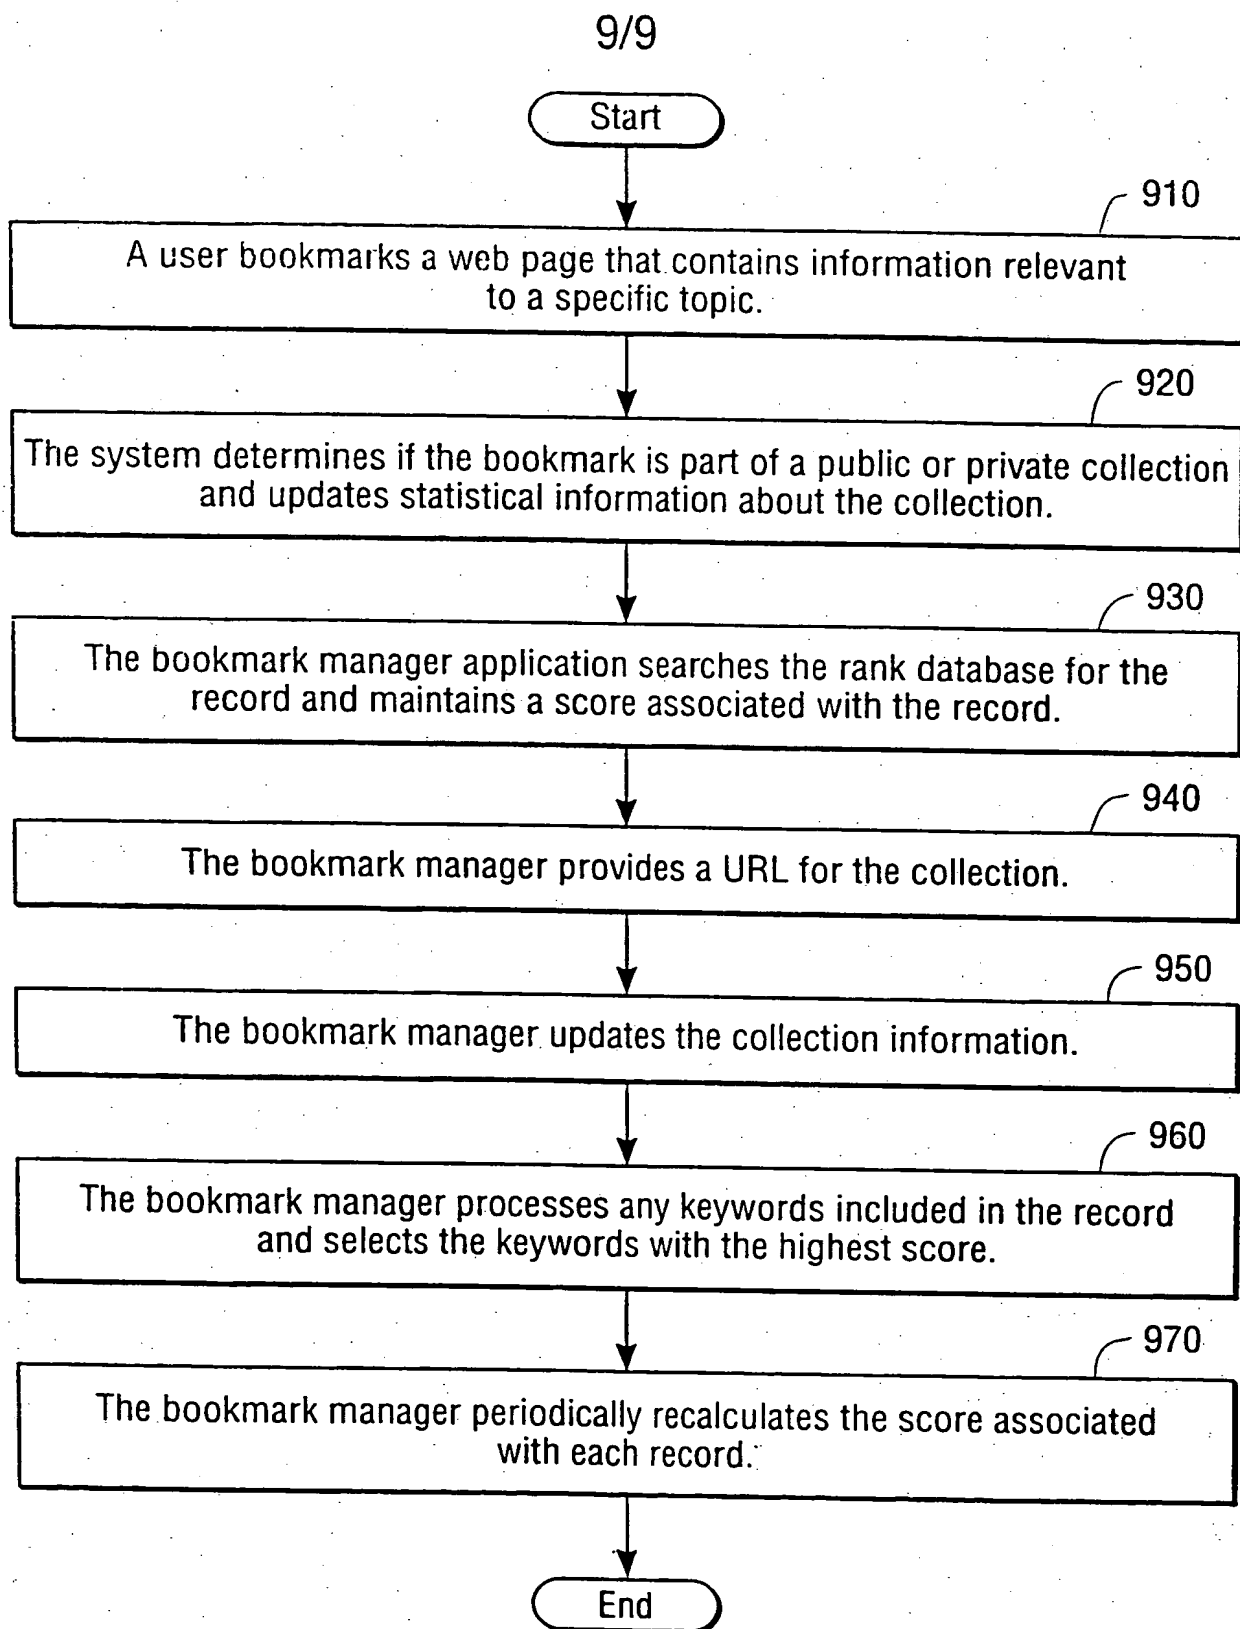 9/9
Start
910
A user bookmarks a web page that contains information relevant
to a specific topic.
920
The system determines if the bookmark is part of a public or private collection
and updates statistical information about the collection.
930
The bookmark manager application searches the rank database for the
record and maintains a score associated with the record.
940
The bookmark manager provides a URL for the collection.
950
The bookmark manager updates the collection information.
960
The bookmark manager processes any keywords included in the record
and selects the keywords with the highest score.
970
The bookmark manager periodically recalculates the score associated
with each record.
End